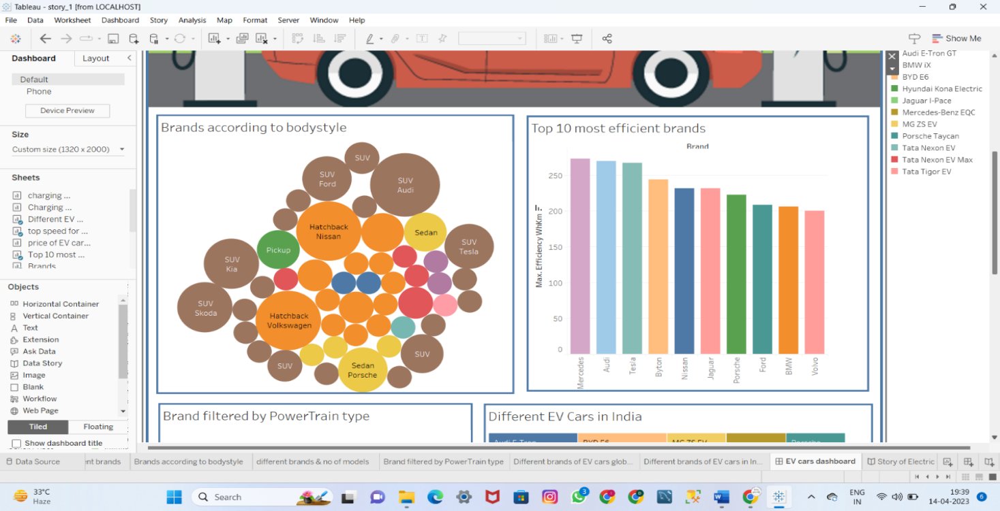 Tableau - story_1 [from LOCALHOST]
File Data Worksheet Dashboard Story Analysis Map Format Server Window Help
Show Me
Dashboard Layout
Default
Phone
Device Preview
Size
Custom size (1320 x 2000)
Sheets
charging ...
Charging ...
Different EV ...
top speed for ...
price of EV car...
Top 10 most ...
Brands
Objects
Horizontal Container
Vertical Container
Text
Extension
Ask Data
Data Story
Image
Blank
Workflow
Web Page
Tiled Floating
Show dashboard title
Brands according to bodystyle
SUV
SUV
Ford
SUV
Audi
Hatchback
Nissan
Sedan
SUV
Tesla
Pickup
SUV
Kia
SUV
Skoda
Hatchback
Volkswagen
SUV
SUV
Sedan
Porsche
Top 10 most efficient brands
Brand
Max. Efficiency WhKm
250
200
150
100
50
0
Mercedes
Audi
Tesla
Byton
Nissan
Jaguar
Porsche
Ford
BMW
Volvo
Audi E-Tron GT
BMW iX
BYD E6
Hyundai Kona Electric
Jaguar I-Pace
Mercedes-Benz EQC
MG ZS EV
Porsche Taycan
Tata Nexon EV
Tata Nexon EV Max
Tata Tigor EV
Brand filtered by PowerTrain type
Different EV Cars in India
Audi E-Tron BYD E6 MG ZS EV Porsche
Data Source nt brands Brands according to bodystyle different brands & no of models Brand filtered by PowerTrain type Different brands of EV cars glob... Different brands of EV cars in In... EV cars dashboard Story of Electric
33°C
Haze
Search
3
ENG
IN
19:39
14-04-2023
6